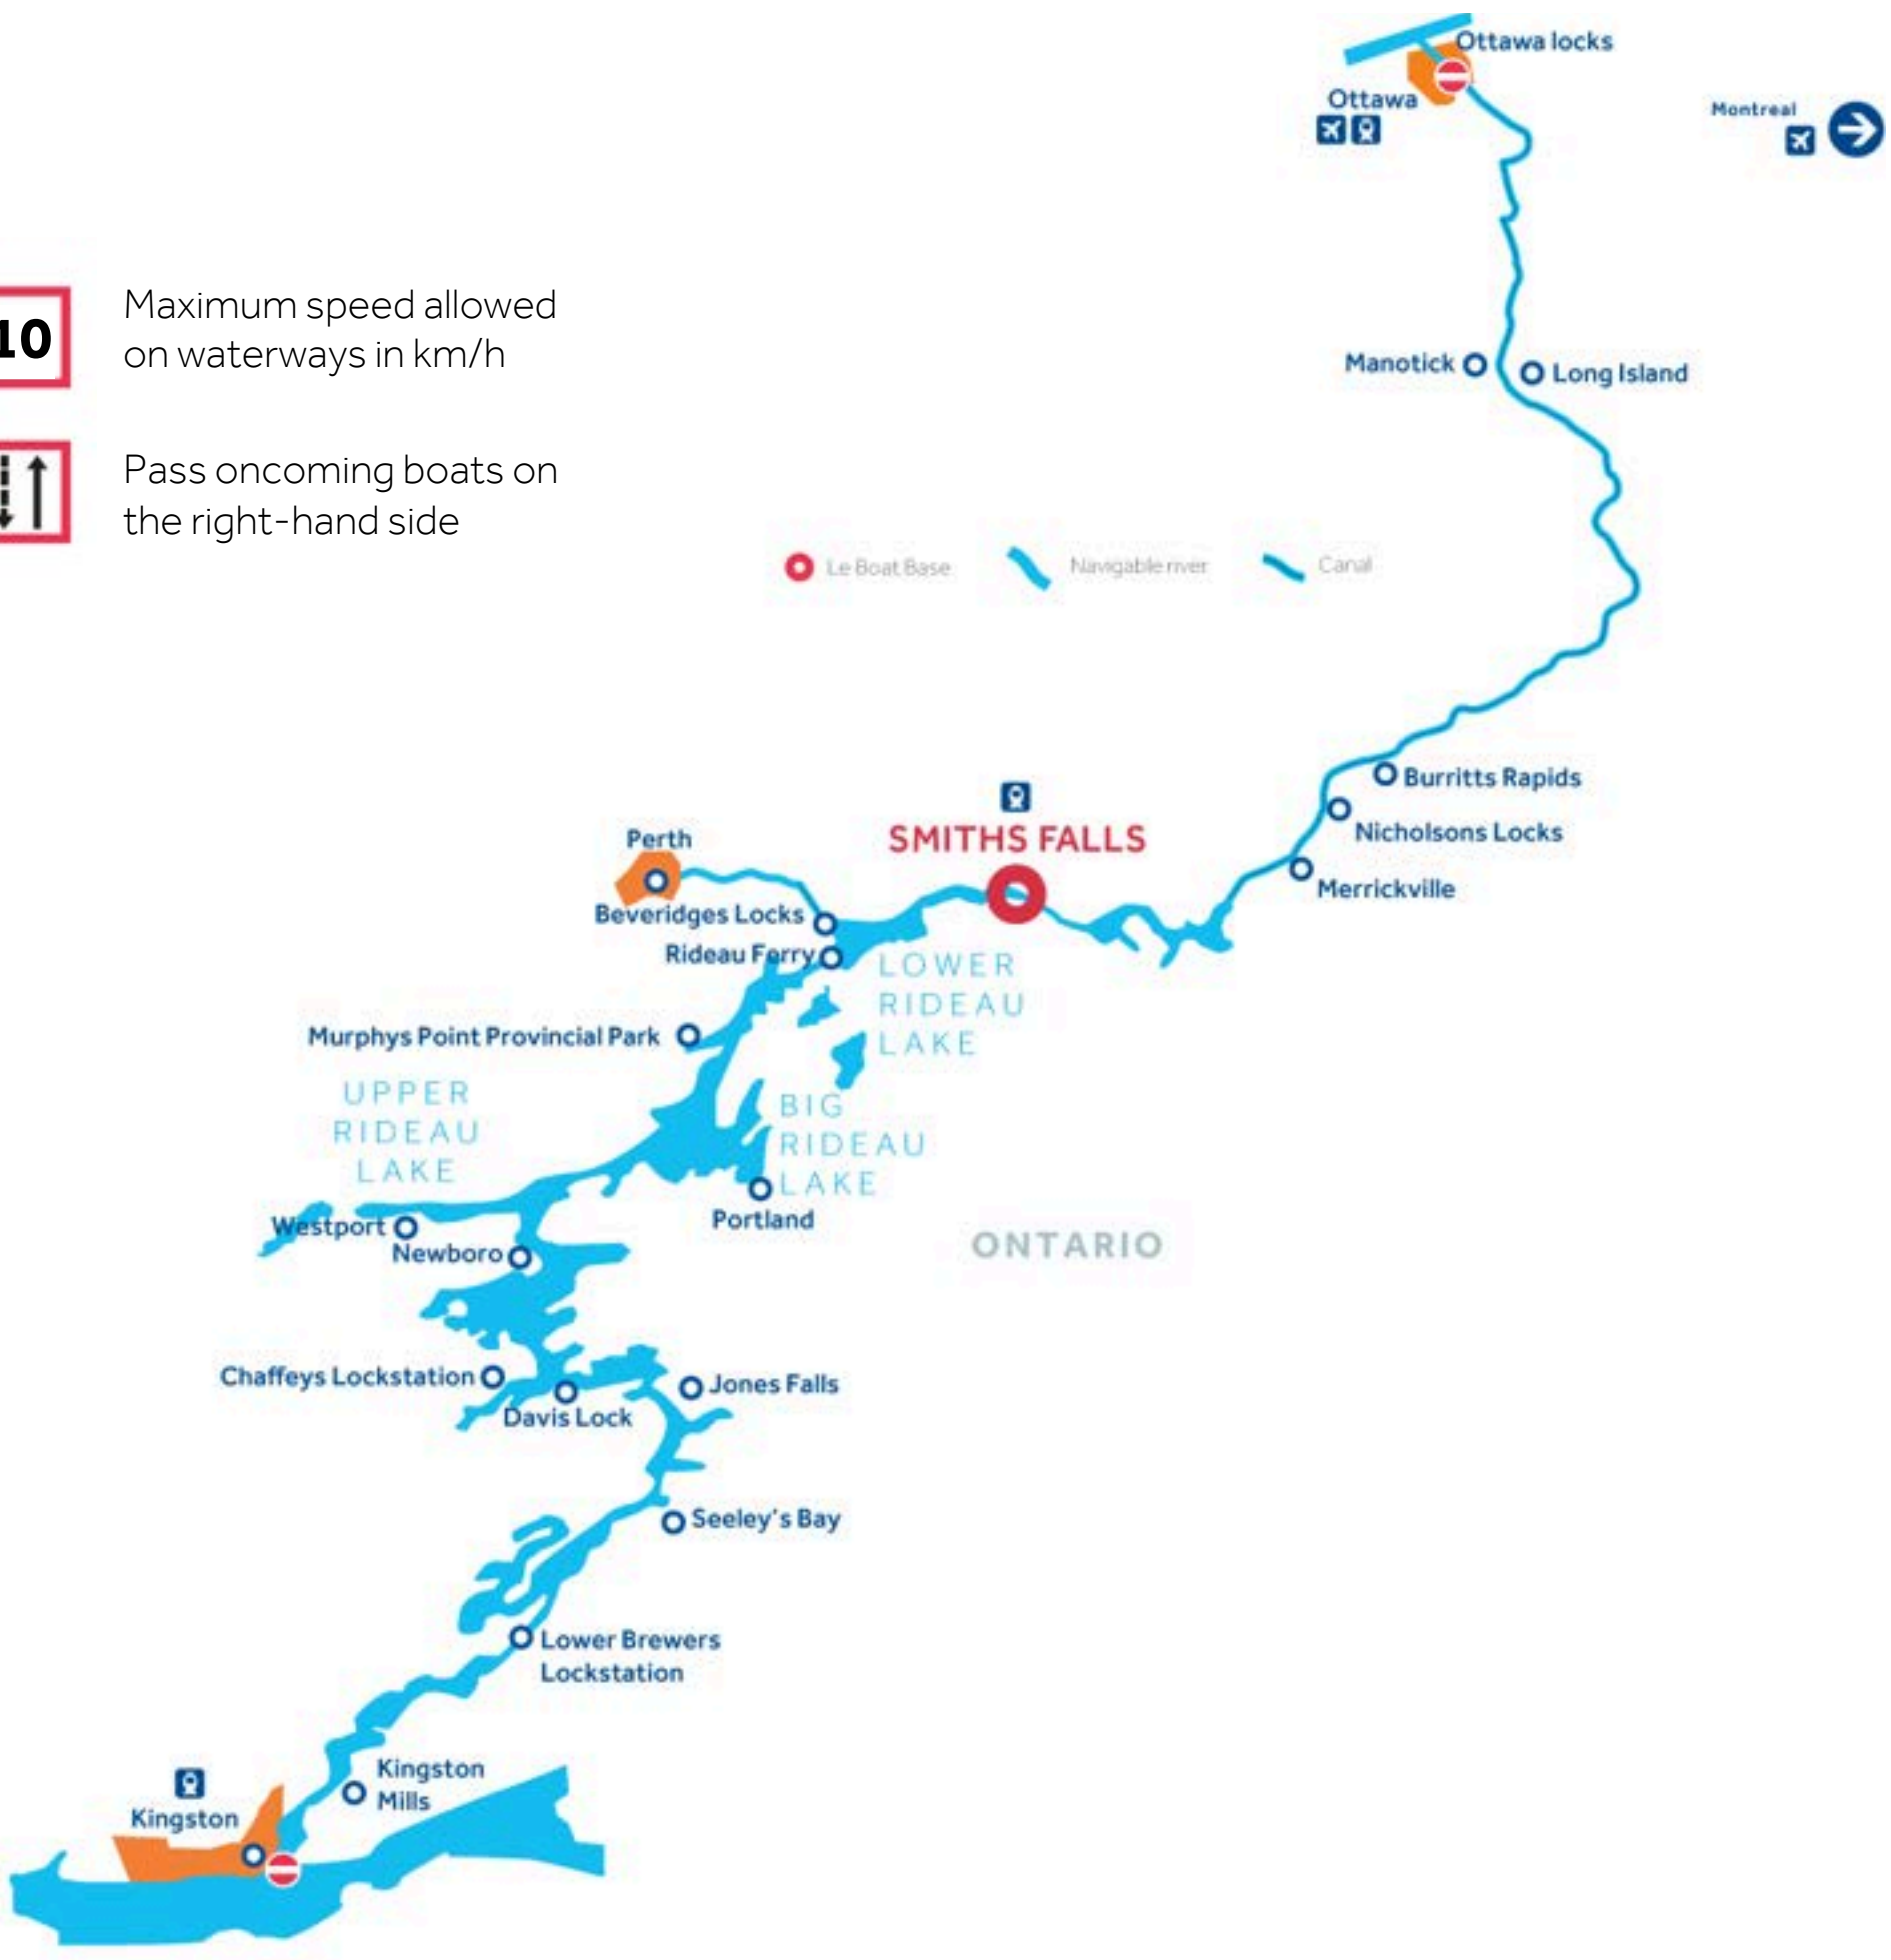 Ottawa locks
Ottawa
Montreal
10
Maximum speed allowed
on waterways in km/h
Manotick
Long Island
Pass oncoming boats on
the right-hand side
Le Boat Base
Navigable river
Canal
Burritts Rapids
Nicholsons Locks
Merrickville
SMITHS FALLS
Perth
Beveridges Locks
Rideau Ferry
LOWER
RIDEAU
LAKE
Murphys Point Provincial Park
UPPER
RIDEAU
LAKE
BIG
RIDEAU
LAKE
Portland
Westport
Newboro
ONTARIO
Chaffeys Lockstation
Davis Lock
Jones Falls
Seeley's Bay
Lower Brewers
Lockstation
Kingston
Mills
Kingston